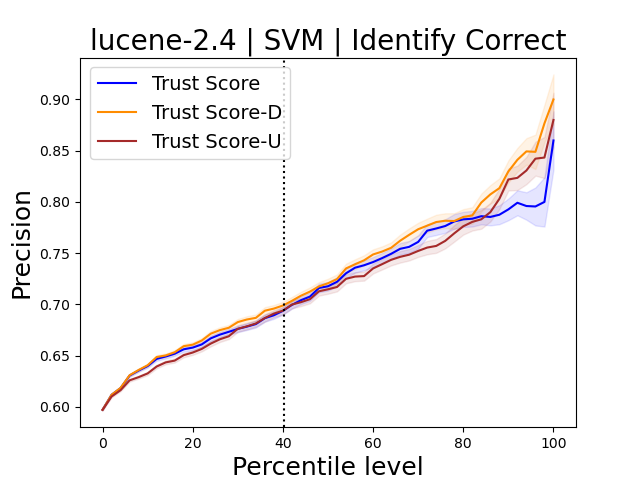 lucene-2.4 | SVM | Identify Correct
Trust Score
Trust Score-D
Trust Score-U
Precision
0.90
0.85
0.80
0.75
0.70
0.65
0.60
0 20 40 60 80 100
Percentile level